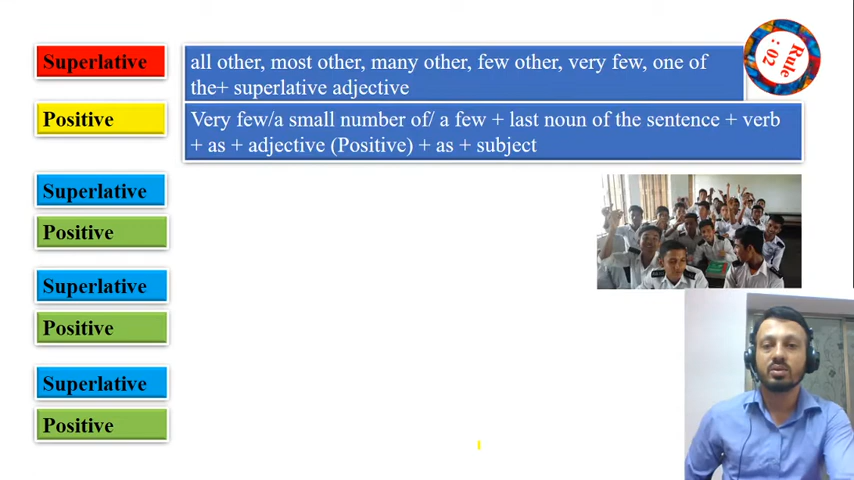 Superlative
all other, most other, many other, few other, very few, one of
the+ superlative adjective
Rule
: 02
Positive
Very few/a small number of/ a few + last noun of the sentence + verb
+ as + adjective (Positive) + as + subject
Superlative
Positive
Superlative
Positive
Superlative
Positive